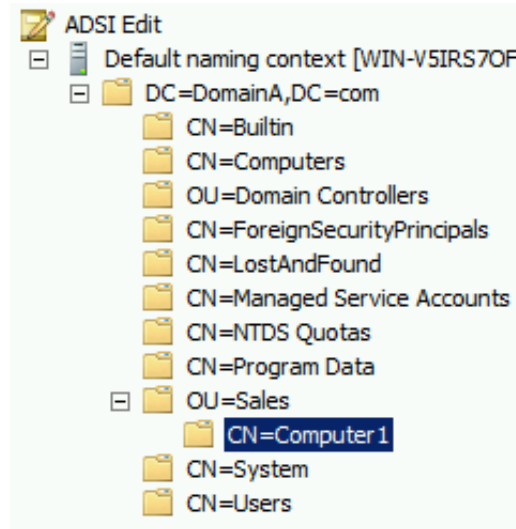 ADSI Edit
Default naming context [WIN-V5IRS7OF
DC=DomainA,DC=com
CN=Builtin
CN=Computers
OU=Domain Controllers
CN=ForeignSecurityPrincipals
CN=LostAndFound
CN=Managed Service Accounts
CN=NTDS Quotas
CN=Program Data
OU=Sales
CN=Computer1
CN=System
CN=Users